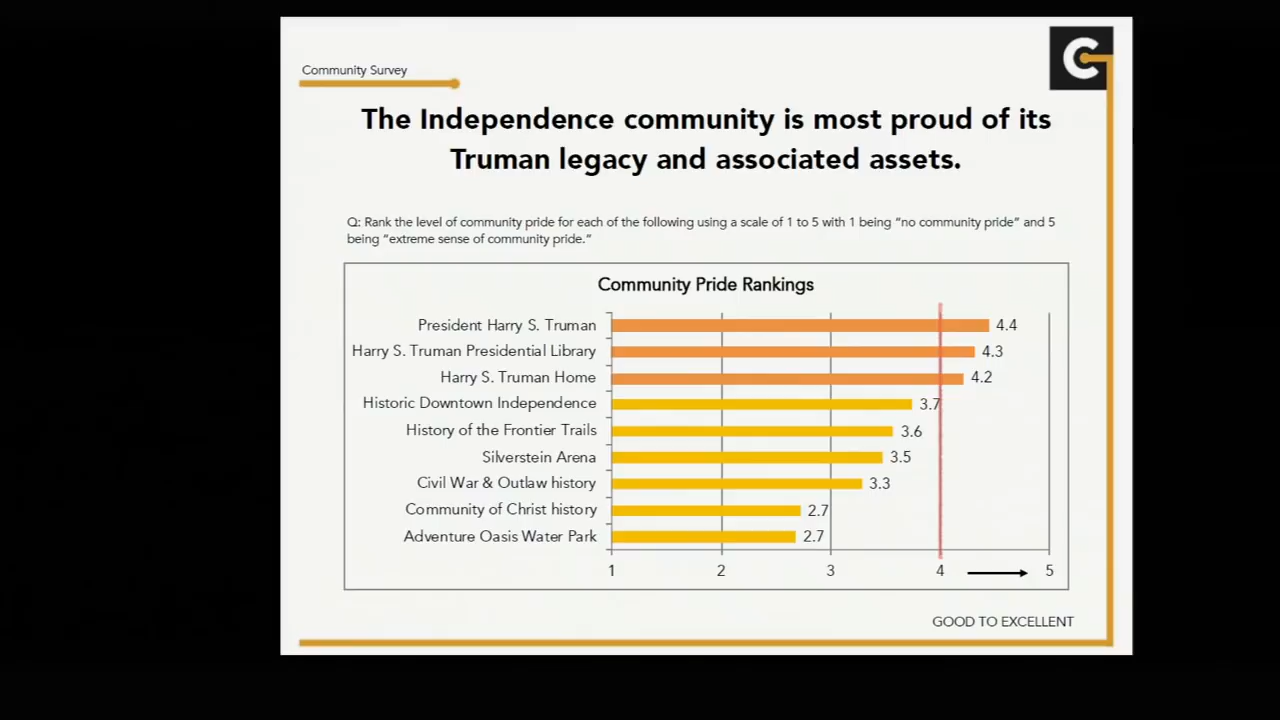 Community Survey
The Independence community is most proud of its
Truman legacy and associated assets.
Q: Rank the level of community pride for each of the following using a scale of 1 to 5 with 1 being “no community pride” and 5
being “extreme sense of community pride.”
Community Pride Rankings
President Harry S. Truman 4.4
Harry S. Truman Presidential Library 4.3
Harry S. Truman Home 4.2
Historic Downtown Independence 3.7
History of the Frontier Trails 3.6
Silverstein Arena 3.5
Civil War & Outlaw history 3.3
Community of Christ history 2.7
Adventure Oasis Water Park 2.7
1 2 3 4 5
GOOD TO EXCELLENT